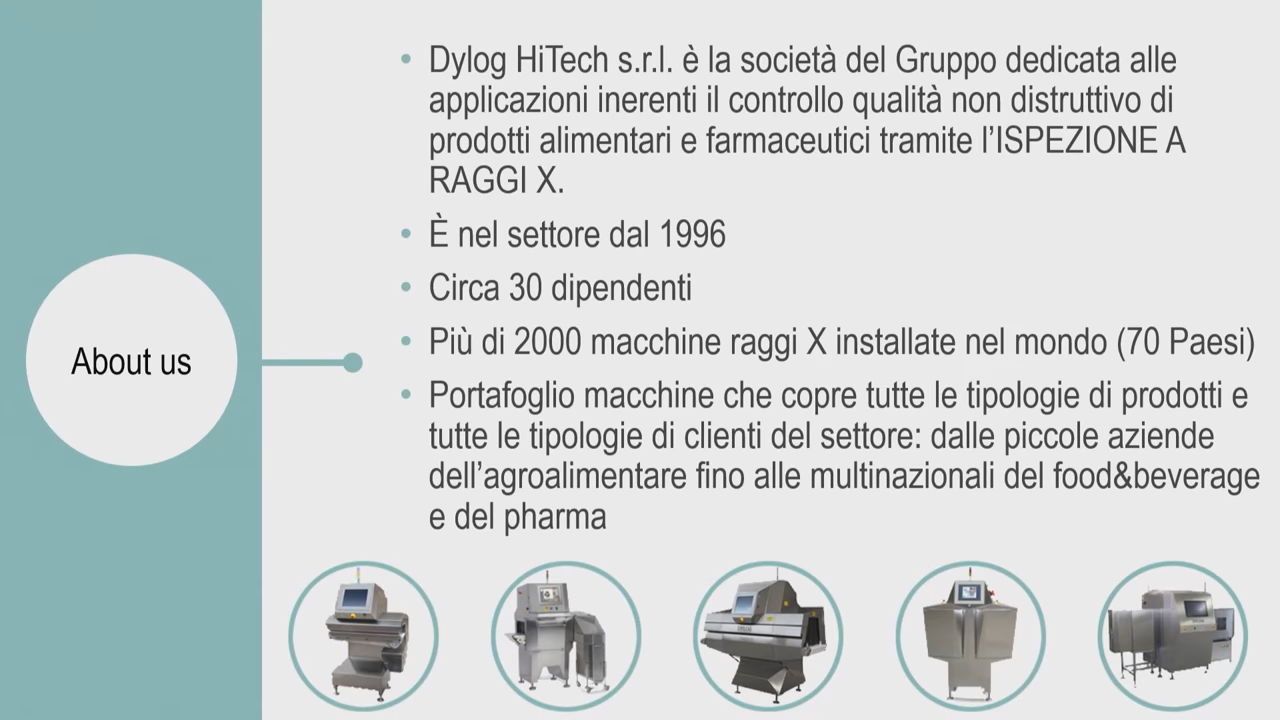 About us
• Dylog HiTech s.r.l. è la società del Gruppo dedicata alle
applicazioni inerenti il controllo qualità non distruttivo di
prodotti alimentari e farmaceutici tramite l’ISPEZIONE A
RAGGI X.
• È nel settore dal 1996
• Circa 30 dipendenti
• Più di 2000 macchine raggi X installate nel mondo (70 Paesi)
• Portafoglio macchine che copre tutte le tipologie di prodotti e
tutte le tipologie di clienti del settore: dalle piccole aziende
dell’agroalimentare fino alle multinazionali del food&beverage
e del pharma